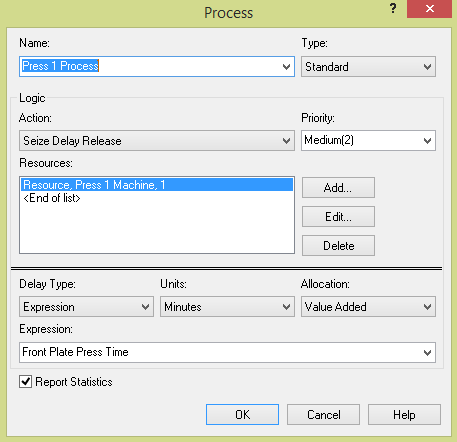 Process
?
Name:
Type:
Press 1 Process
Standard
Logic
Action:
Priority:
Seize Delay Release
Medium(2)
Resources:
Resource, Press 1 Machine, 1
<End of list>
Add...
Edit...
Delete
Delay Type:
Units:
Allocation:
Expression
Minutes
Value Added
Expression:
Front Plate Press Time
Report Statistics
OK
Cancel
Help